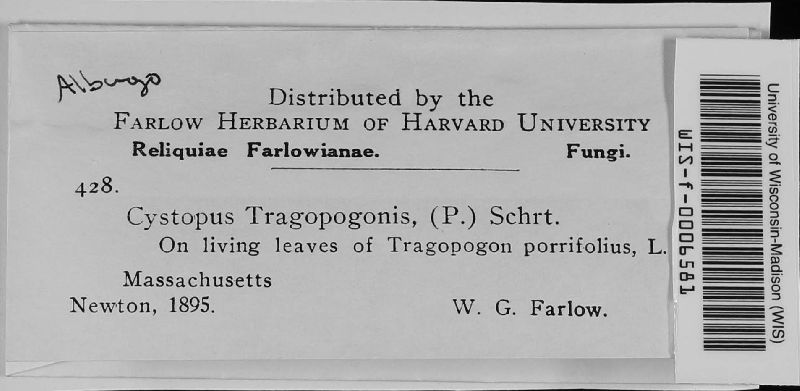 Albugo
Distributed by the
FARLOW HERBARIUM OF HARVARD UNIVERSITY
Reliquiae Farlowianae. Fungi.
428.
Cystopus Tragopogonis, (P.) Schrt.
On living leaves of Tragopogon porrifolius, L.
Massachusetts
Newton, 1895. W. G. Farlow.
WIS-f-0006581
University of Wisconsin-Madison (WIS)